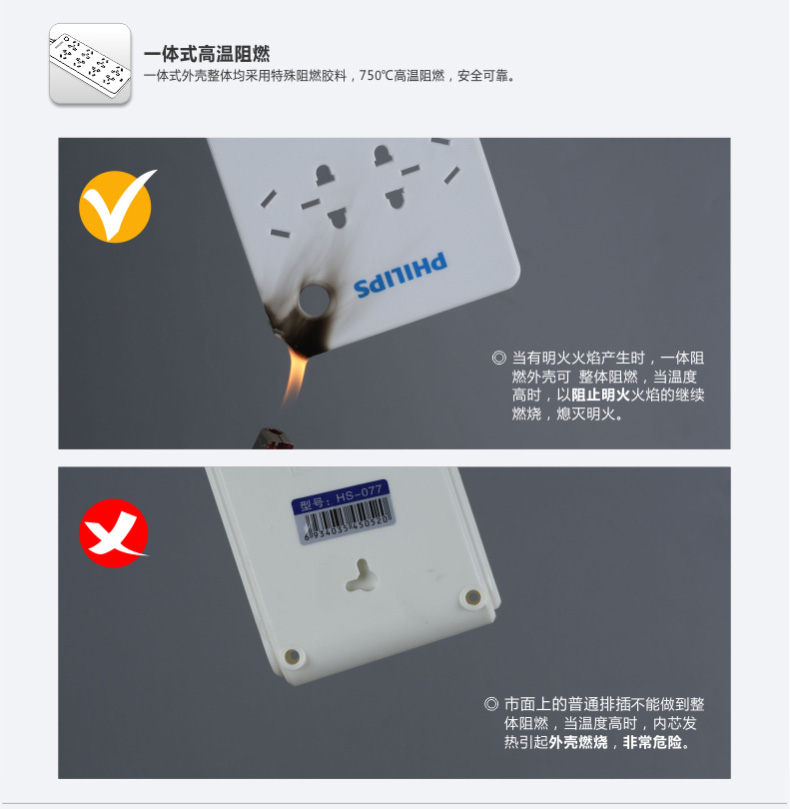 一体式高温阻燃
一体式外壳整体均采用特殊阻燃胶料，750℃高温阻燃，安全可靠。
PHILIPS
◎ 当有明火火焰产生时，一体阻
燃外壳可 整体阻燃，当温度
高时，以阻止明火火焰的继续
燃烧，熄灭明火。
型号：HS-077
6 934035 450520
◎ 市面上的普通排插不能做到整
体阻燃，当温度高时，内芯发
热引起外壳燃烧，非常危险。